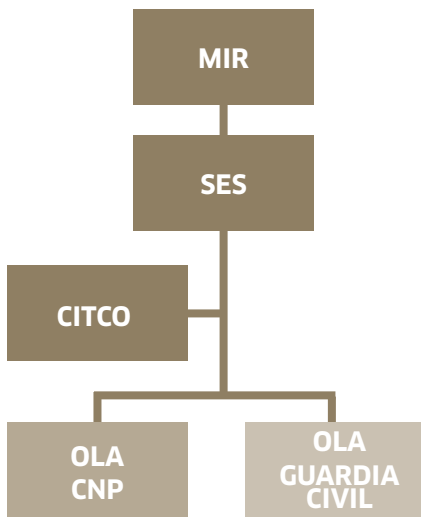 MIR
SES
CITCO
OLA
CNP
OLA
GUARDIA
CIVIL